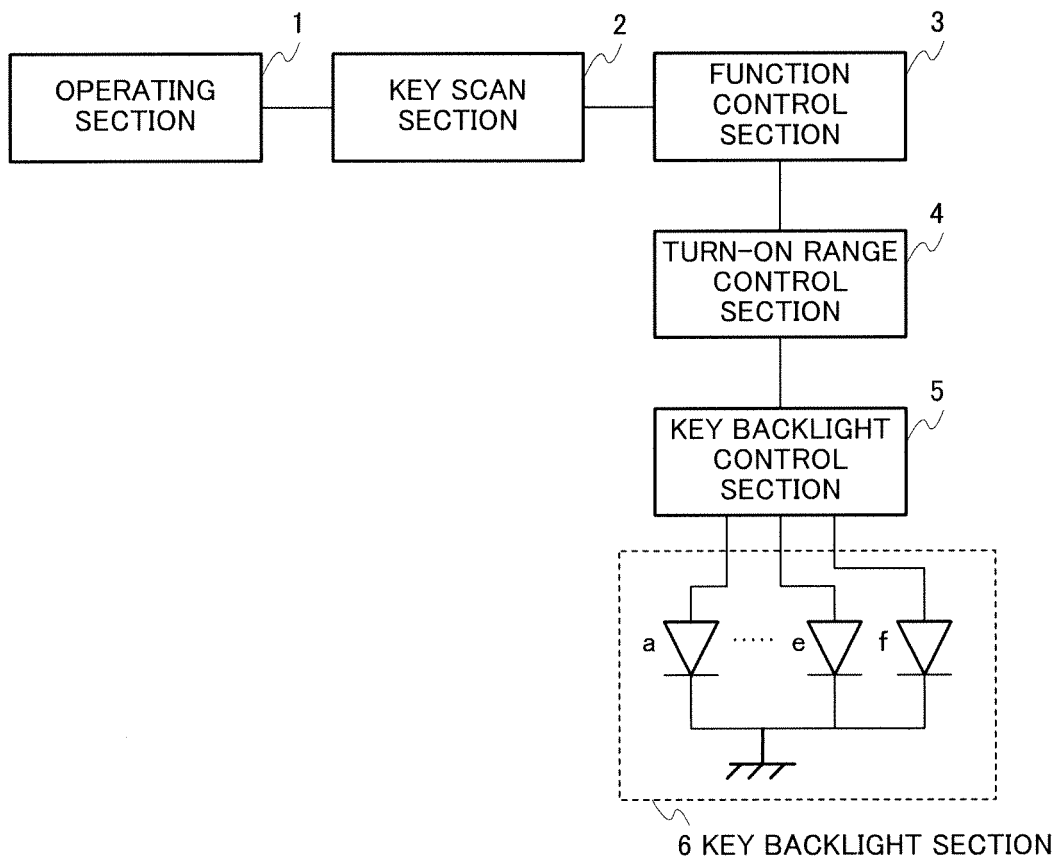 1
2
3
OPERATING
SECTION
KEY SCAN
SECTION
FUNCTION
CONTROL
SECTION
4
TURN-ON RANGE
CONTROL
SECTION
5
KEY BACKLIGHT
CONTROL
SECTION
a ..... e f
6 KEY BACKLIGHT SECTION